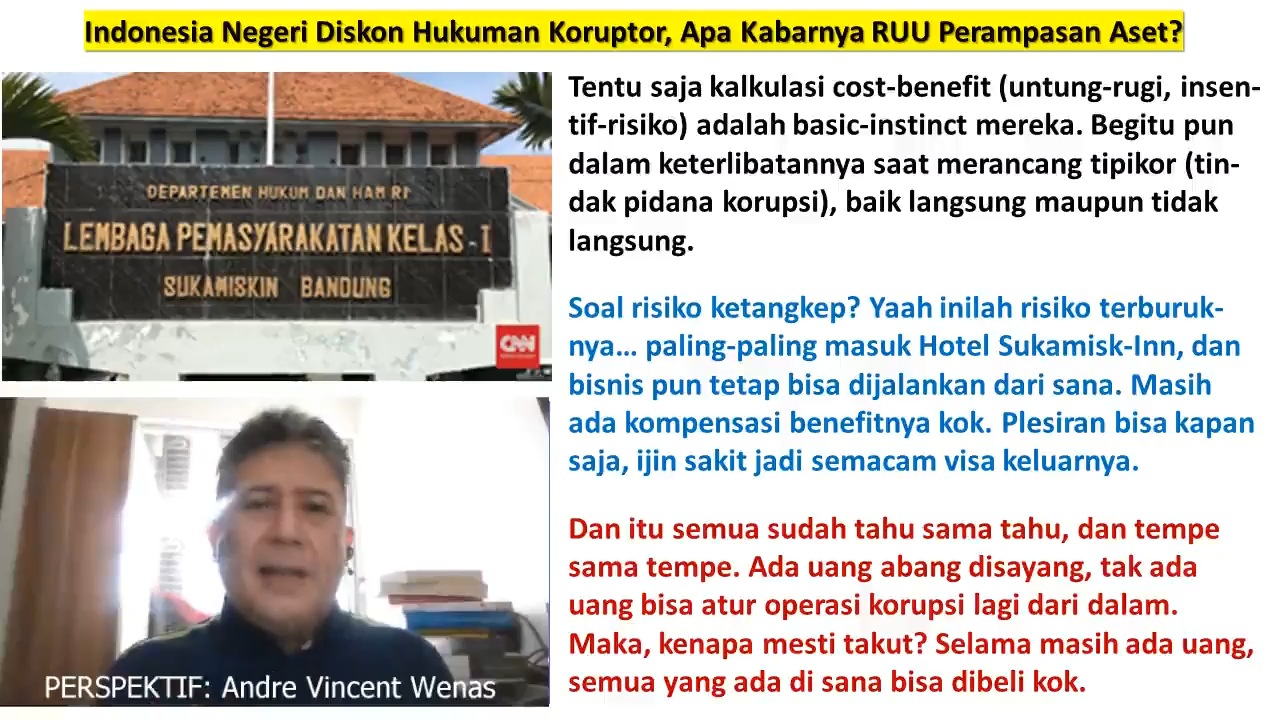 Indonesia Negeri Diskon Hukuman Koruptor, Apa Kabarnya RUU Perampasan Aset?
DEPARTEMEN HUKUM DAN HAM RI
LEMBAGA PEMASYARAKATAN KELAS - I
SUKAMISKIN BANDUNG
CNN
PERSPEKTIF: Andre Vincent Wenas
Tentu saja kalkulasi cost-benefit (untung-rugi, insen-
tif-risiko) adalah basic-instinct mereka. Begitu pun
dalam keterlibatannya saat merancang tipikor (tin-
dak pidana korupsi), baik langsung maupun tidak
langsung.
Soal risiko ketangkep? Yaah inilah risiko terburuk-
nya... paling-paling masuk Hotel Sukamisk-Inn, dan
bisnis pun tetap bisa dijalankan dari sana. Masih
ada kompensasi benefitnya kok. Plesiran bisa kapan
saja, ijin sakit jadi semacam visa keluarnya.
Dan itu semua sudah tahu sama tahu, dan tempe
sama tempe. Ada uang abang disayang, tak ada
uang bisa atur operasi korupsi lagi dari dalam.
Maka, kenapa mesti takut? Selama masih ada uang,
semua yang ada di sana bisa dibeli kok.